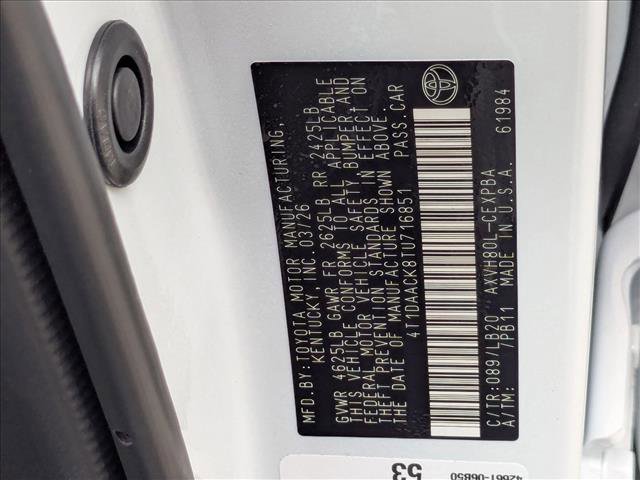 MFD. BY: TOYOTA MOTOR MANUFACTURING,
KENTUCKY, INC. 03/26
GVWR 4625LB GAWR FR 2625LB RR 2425LB
THIS VEHICLE CONFORMS TO ALL APPLICABLE
FEDERAL MOTOR VEHICLE SAFETY, BUMPER AND
THEFT PREVENTION STANDARDS IN EFFECT ON
THE DATE OF MANUFACTURE SHOWN ABOVE.
4T1DAACK8TU716851 PASS.CAR
C/TR:089/LB20 AXVH80L-CEXPBA
A/TM: /PB11 MADE IN U.S.A. 61984
42661-06B50
53